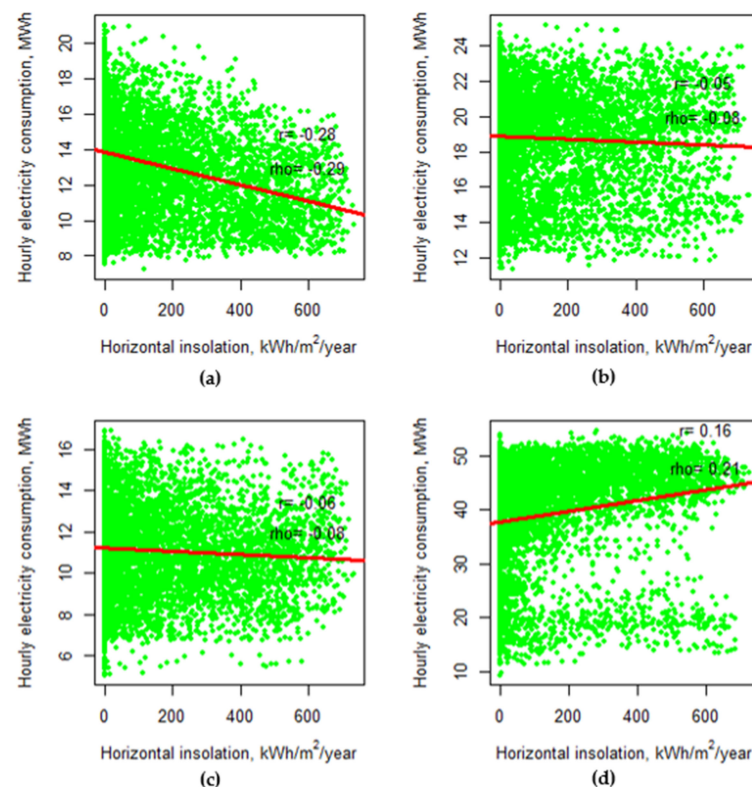 Hourly electricity consumption, MWh
20
18
16
14
12
10
8
r= -0.28
rho= -0.29
0 200 400 600
Horizontal insolation, kWh/m²/year
(a)
Hourly electricity consumption, MWh
24
22
20
18
16
14
12
r= -0.05
rho= -0.08
0 200 400 600
Horizontal insolation, kWh/m²/year
(b)
Hourly electricity consumption, MWh
16
14
12
10
8
6
r= -0.06
rho= -0.08
0 200 400 600
Horizontal insolation, kWh/m²/year
(c)
Hourly electricity consumption, MWh
50
40
30
20
10
r= 0.16
rho= 0.21
0 200 400 600
Horizontal insolation, kWh/m²/year
(d)